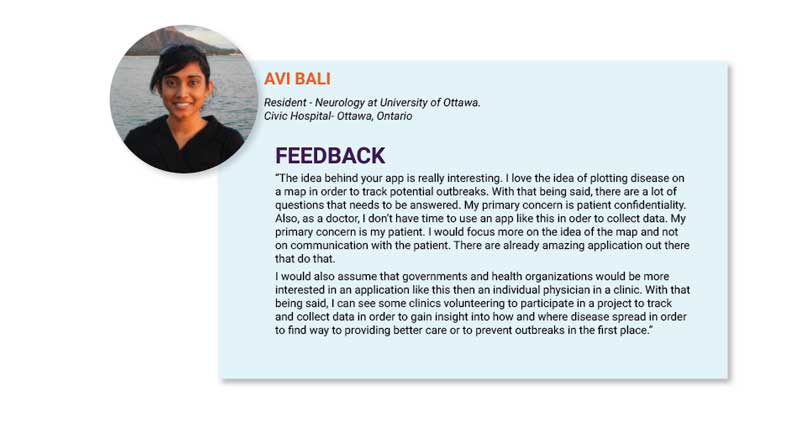 AVI BALI
Resident - Neurology at University of Ottawa.
Civic Hospital- Ottawa, Ontario
FEEDBACK
“The idea behind your app is really interesting. I love the idea of plotting disease on
a map in order to track potential outbreaks. With that being said, there are a lot of
questions that needs to be answered. My primary concern is patient confidentiality.
Also, as a doctor, I don't have time to use an app like this in oder to collect data. My
primary concern is my patient. I would focus more on the idea of the map and not
on communication with the patient. There are already amazing application out there
that do that.
I would also assume that governments and health organizations would be more
interested in an application like this then an individual physician in a clinic. With that
being said, I can see some clinics volunteering to participate in a project to track
and collect data in order to gain insight into how and where disease spread in order
to find way to providing better care or to prevent outbreaks in the first place.”